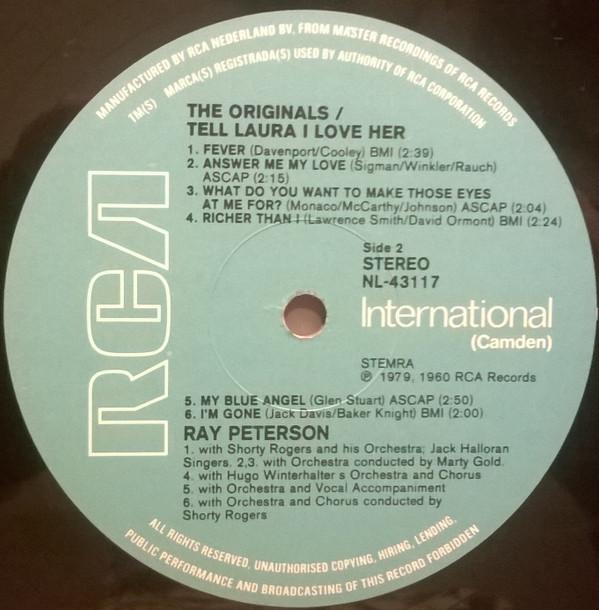 MANUFACTURED BY RCA NEDERLAND BV, FROM MASTER RECORDINGS OF RCA RECORDS
TM(S) MARCA(S) REGISTRADA(S) USED BY AUTHORITY OF RCA CORPORATION
THE ORIGINALS /
TELL LAURA I LOVE HER
1. FEVER (Davenport/Cooley) BMI (2:39)
2. ANSWER ME MY LOVE (Sigman/Winkler/Rauch)
ASCAP (2:15)
3. WHAT DO YOU WANT TO MAKE THOSE EYES
AT ME FOR? (Monaco/McCarthy/Johnson) ASCAP (2:04)
4. RICHER THAN I (Lawrence Smith/David Ormont) BMI (2:24)
RCA
Side 2
STEREO
NL-43117
International
(Camden)
STEMRA
℗ 1979, 1960 RCA Records
5. MY BLUE ANGEL (Glen Stuart) ASCAP (2:50)
6. I'M GONE (Jack Davis/Baker Knight) BMI (2:00)
RAY PETERSON
1. with Shorty Rogers and his Orchestra; Jack Halloran
Singers. 2,3. with Orchestra conducted by Marty Gold.
4. with Hugo Winterhalter s Orchestra and Chorus
5. with Orchestra and Vocal Accompaniment
6. with Orchestra and Chorus conducted by
Shorty Rogers
ALL RIGHTS RESERVED, UNAUTHORISED COPYING, HIRING, LENDING,
PUBLIC PERFORMANCE AND BROADCASTING OF THIS RECORD FORBIDDEN